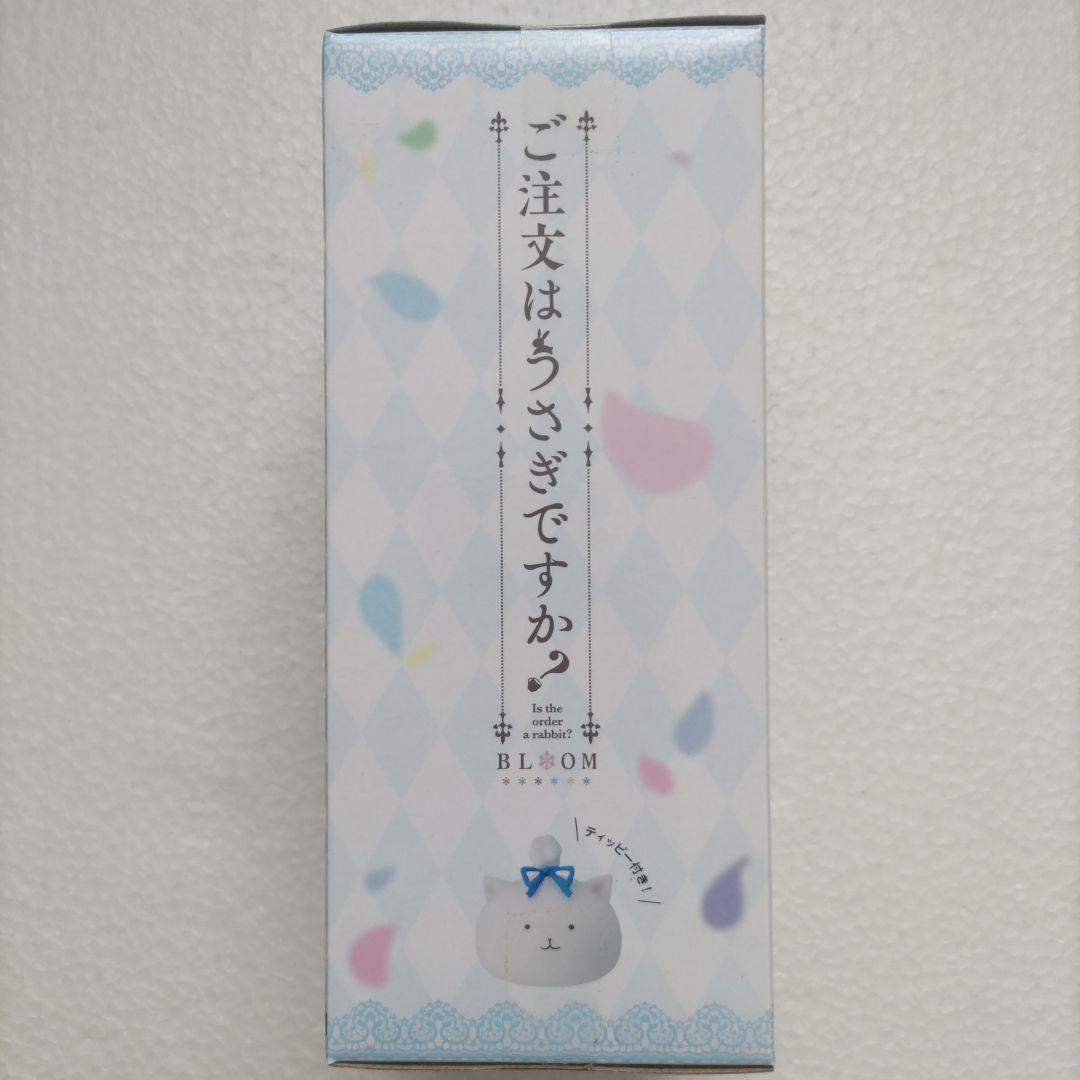 ご注文はうさぎですか?
Is the
order
a rabbit?
BLOOM
ティッピー付き!